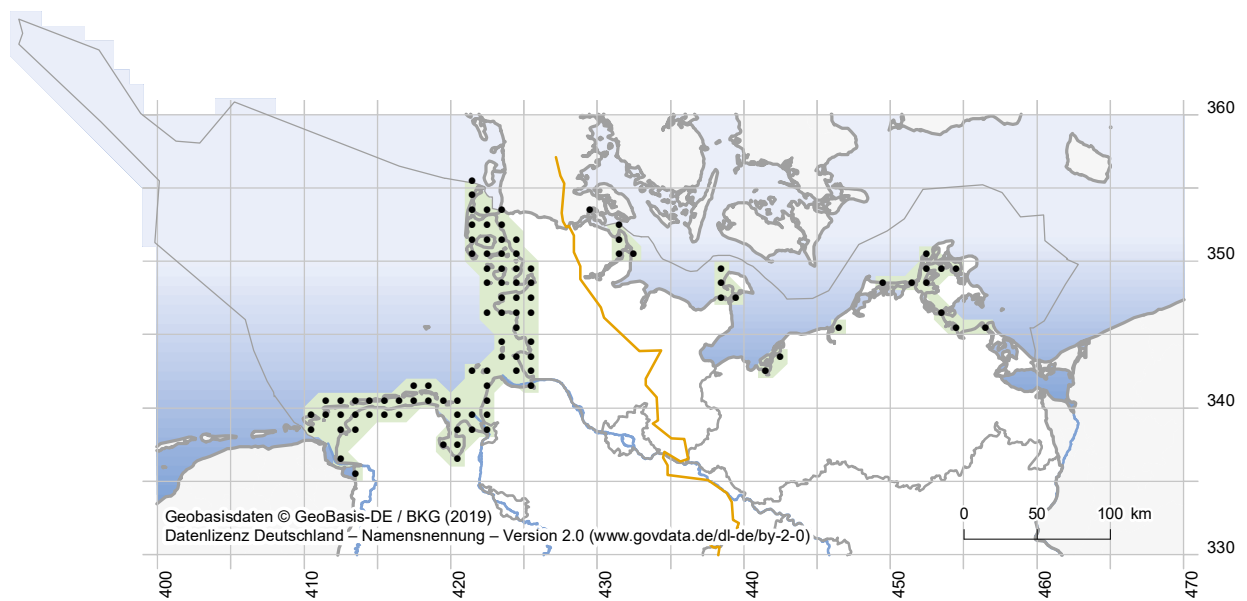 360
350
340
0 50 100 km
Geobasisdaten © GeoBasis-DE / BKG (2019)
Datenlizenz Deutschland – Namensnennung – Version 2.0 (www.govdata.de/dl-de/by-2-0)
330
400 410 420 430 440 450 460 470